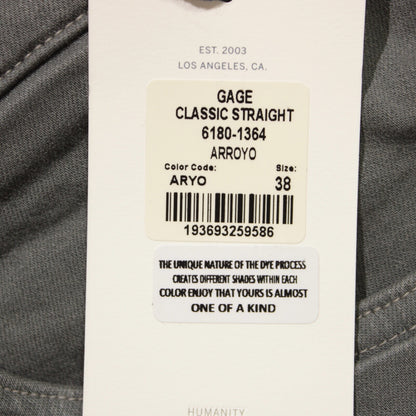 EST. 2003
LOS ANGELES, CA.
GAGE
CLASSIC STRAIGHT
6180-1364
ARROYO
Color Code: Size:
ARYO 38
193693259586
THE UNIQUE NATURE OF THE DYE PROCESS
CREATES DIFFERENT SHADES WITHIN EACH
COLOR ENJOY THAT YOURS IS ALMOST
ONE OF A KIND
HUMANITY